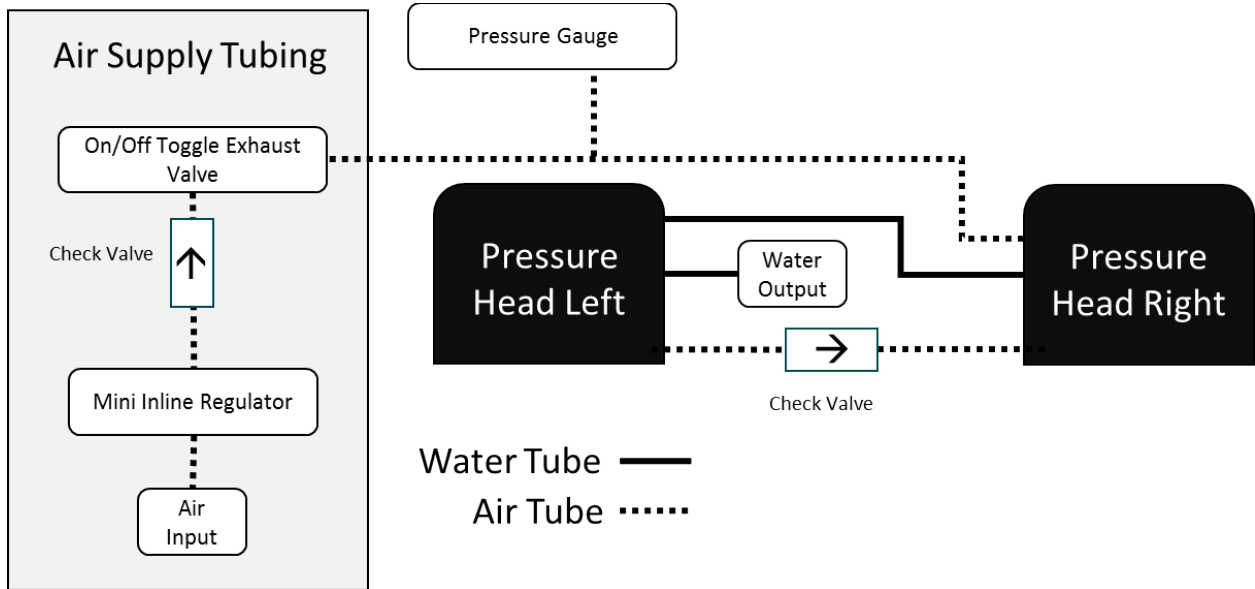 Air Supply Tubing
On/Off Toggle Exhaust
Valve
Check Valve
Mini Inline Regulator
Air
Input
Pressure Gauge
Pressure
Head Left
Water
Output
Pressure
Head Right
Check Valve
Water Tube
Air Tube